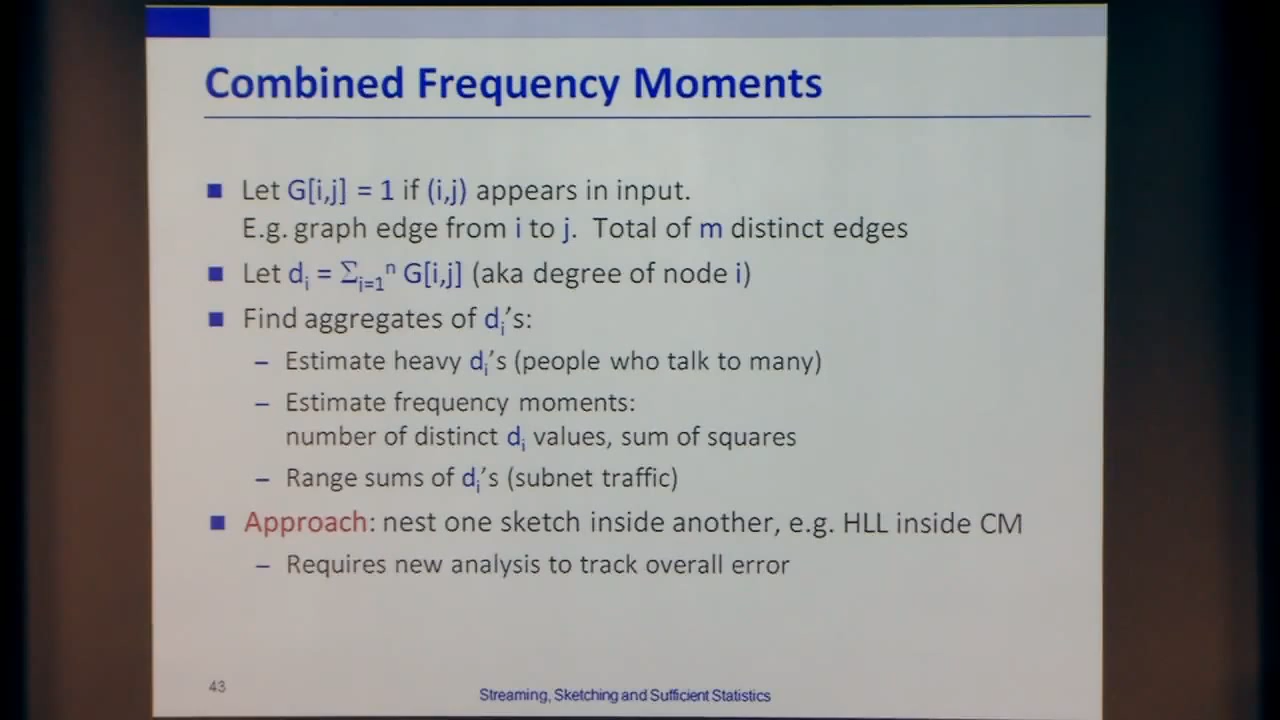 Combined Frequency Moments
■ Let G[i,j] = 1 if (i,j) appears in input.
E.g. graph edge from i to j. Total of m distinct edges
■ Let dᵢ = Σᵢ₌₁ⁿ G[i,j] (aka degree of node i)
■ Find aggregates of dᵢ's:
– Estimate heavy dᵢ's (people who talk to many)
– Estimate frequency moments:
number of distinct dᵢ values, sum of squares
– Range sums of dᵢ's (subnet traffic)
■ Approach: nest one sketch inside another, e.g. HLL inside CM
– Requires new analysis to track overall error
43
Streaming, Sketching and Sufficient Statistics